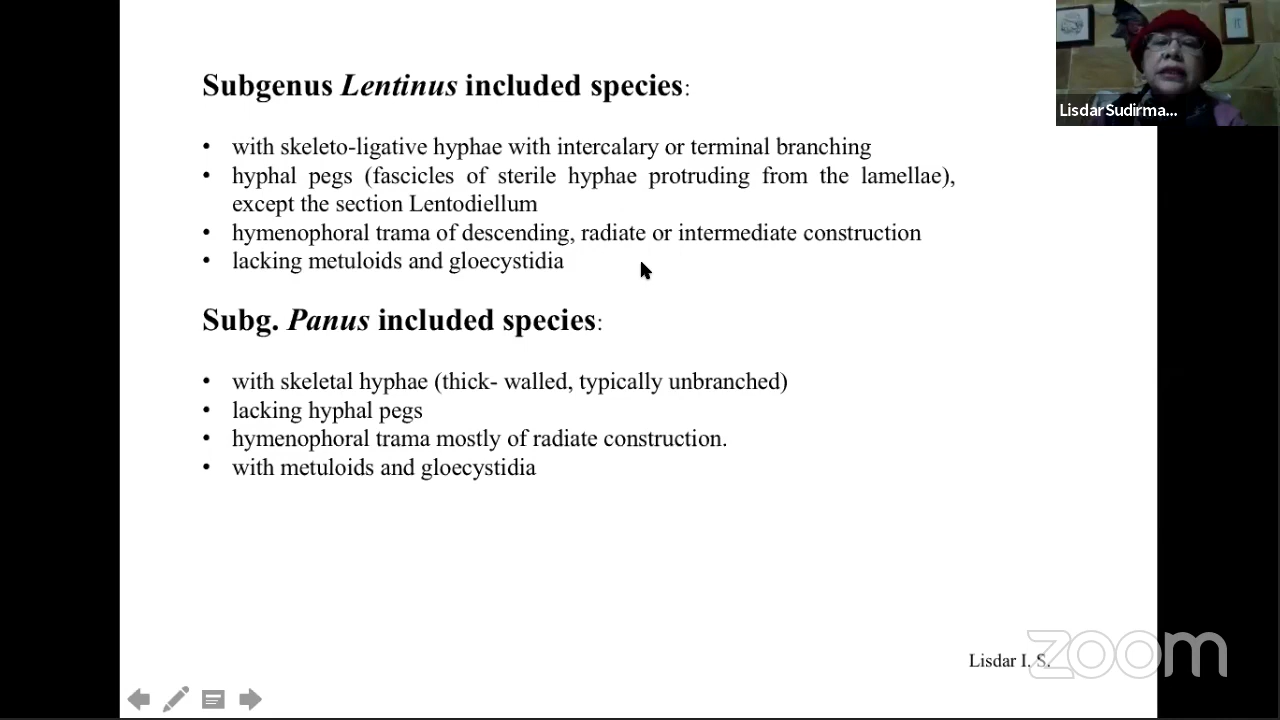 Subgenus Lentinus included species:
• with skeleto-ligative hyphae with intercalary or terminal branching
• hyphal pegs (fascicles of sterile hyphae protruding from the lamellae),
except the section Lentodiellum
• hymenophoral trama of descending, radiate or intermediate construction
• lacking metuloids and gloecystidia
Subg. Panus included species:
• with skeletal hyphae (thick- walled, typically unbranched)
• lacking hyphal pegs
• hymenophoral trama mostly of radiate construction.
• with metuloids and gloecystidia
Lisdar Sudirma...
Lisdar I. S.
zoom